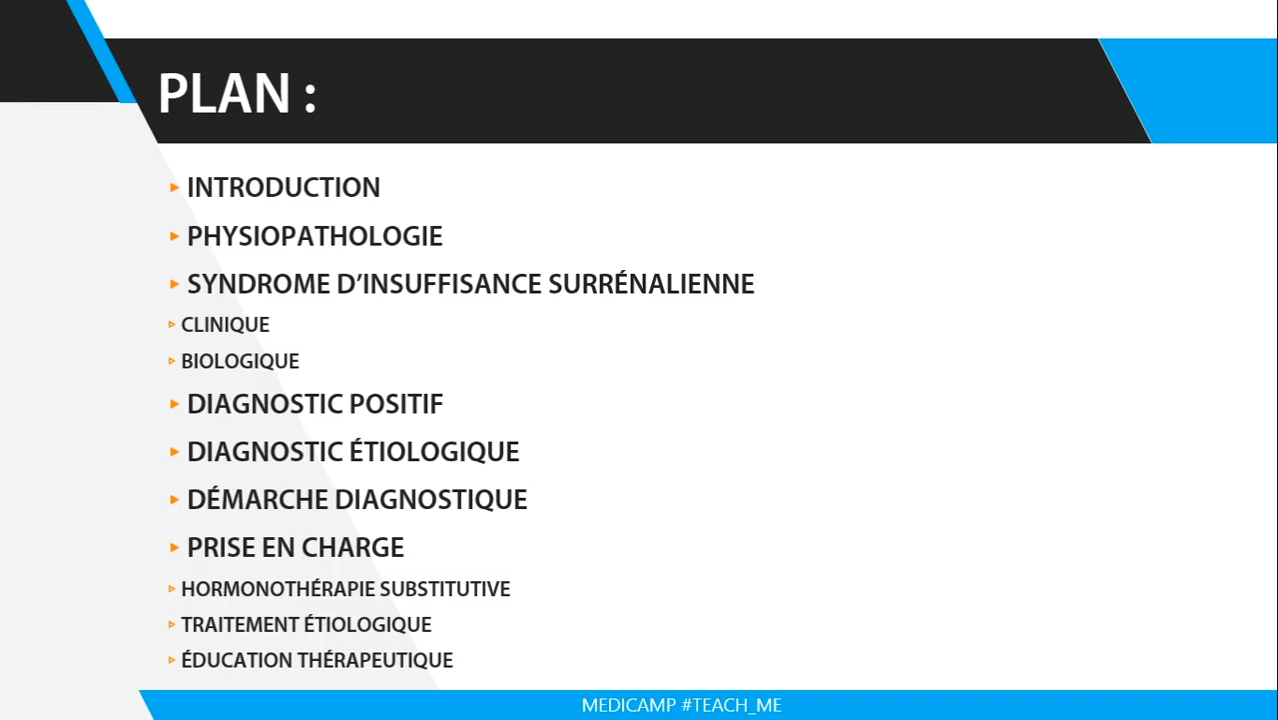 PLAN :
INTRODUCTION
PHYSIOPATHOLOGIE
SYNDROME D’INSUFFISANCE SURRÉNALIENNE
CLINIQUE
BIOLOGIQUE
DIAGNOSTIC POSITIF
DIAGNOSTIC ÉTIOLOGIQUE
DÉMARCHE DIAGNOSTIQUE
PRISE EN CHARGE
HORMONOTHÉRAPIE SUBSTITUTIVE
TRAITEMENT ÉTIOLOGIQUE
ÉDUCATION THÉRAPEUTIQUE
MEDICAMP #TEACH_ME